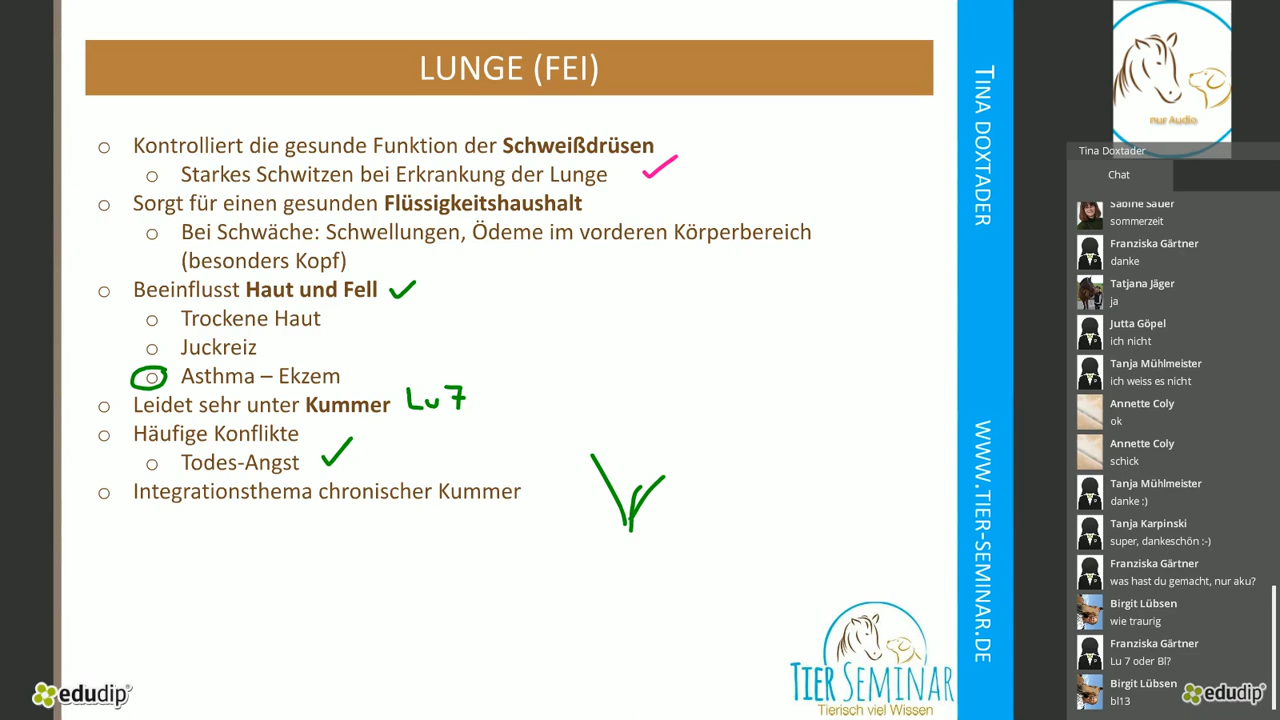 LUNGE (FEI)
Kontrolliert die gesunde Funktion der Schweißdrüsen
Starkes Schwitzen bei Erkrankung der Lunge
Sorgt für einen gesunden Flüssigkeitshaushalt
Bei Schwäche: Schwellungen, Ödeme im vorderen Körperbereich
(besonders Kopf)
Beeinflusst Haut und Fell
Trockene Haut
Juckreiz
Asthma – Ekzem
Leidet sehr unter Kummer Lu 7
Häufige Konflikte
Todes-Angst
Integrationsthema chronischer Kummer
TIER SEMINAR
Tierisch viel Wissen
edudip®
TINA DOXTADER
WWW.TIER-SEMINAR.DE
nur Audio
Tina Doxtader
Chat
Sabine Sauer
sommerzeit
Franziska Gärtner
danke
Tatjana Jäger
ja
Jutta Göpel
ich nicht
Tanja Mühlmeister
ich weiss es nicht
Annette Coly
ok
Annette Coly
schick
Tanja Mühlmeister
danke :)
Tanja Karpinski
super, dankeschön :-)
Franziska Gärtner
was hast du gemacht, nur aku?
Birgit Lübsen
wie traurig
Franziska Gärtner
Lu 7 oder Bl?
Birgit Lübsen
bl13
edudip®